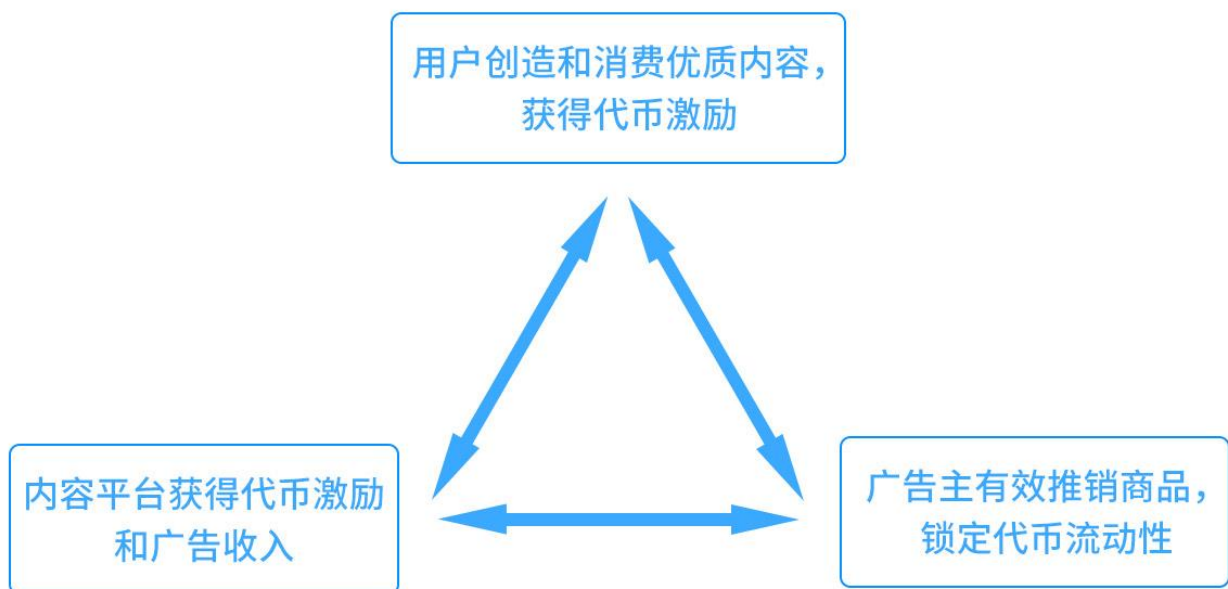 用户创造和消费优质内容，
获得代币激励
内容平台获得代币激励
和广告收入
广告主有效推销商品，
锁定代币流动性